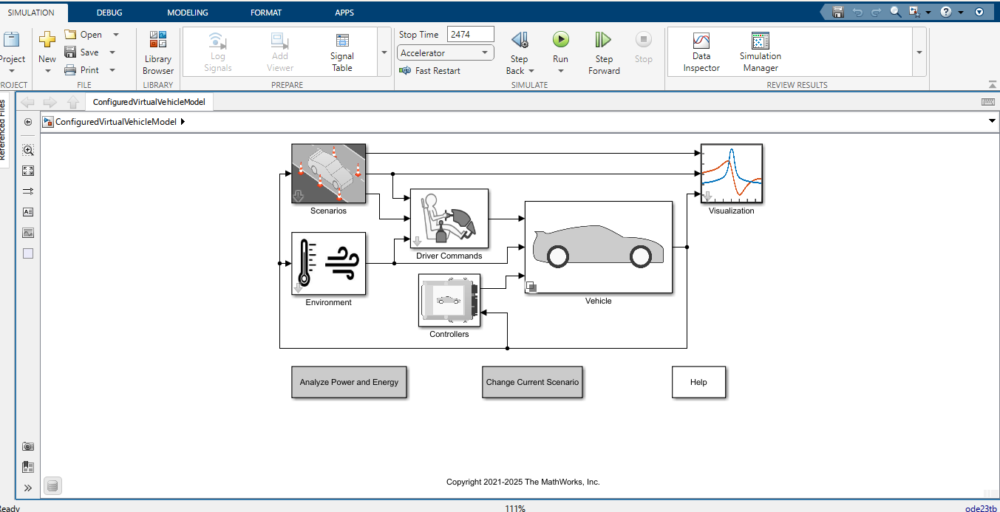 SIMULATION DEBUG MODELING FORMAT APPS
Project
New
Open
Save
Print
Library Browser
Log Signals
Add Viewer
Signal Table
Stop Time 2474
Accelerator
Fast Restart
Step Back
Run
Step Forward
Stop
Data Inspector
Simulation Manager
PROJECT FILE LIBRARY PREPARE SIMULATE REVIEW RESULTS
Referenced Files
ConfiguredVirtualVehicleModel
ConfiguredVirtualVehicleModel
Scenarios
Visualization
Driver Commands
Environment
Vehicle
Controllers
Analyze Power and Energy
Change Current Scenario
Help
Copyright 2021-2025 The MathWorks, Inc.
Ready 111% ode23tb